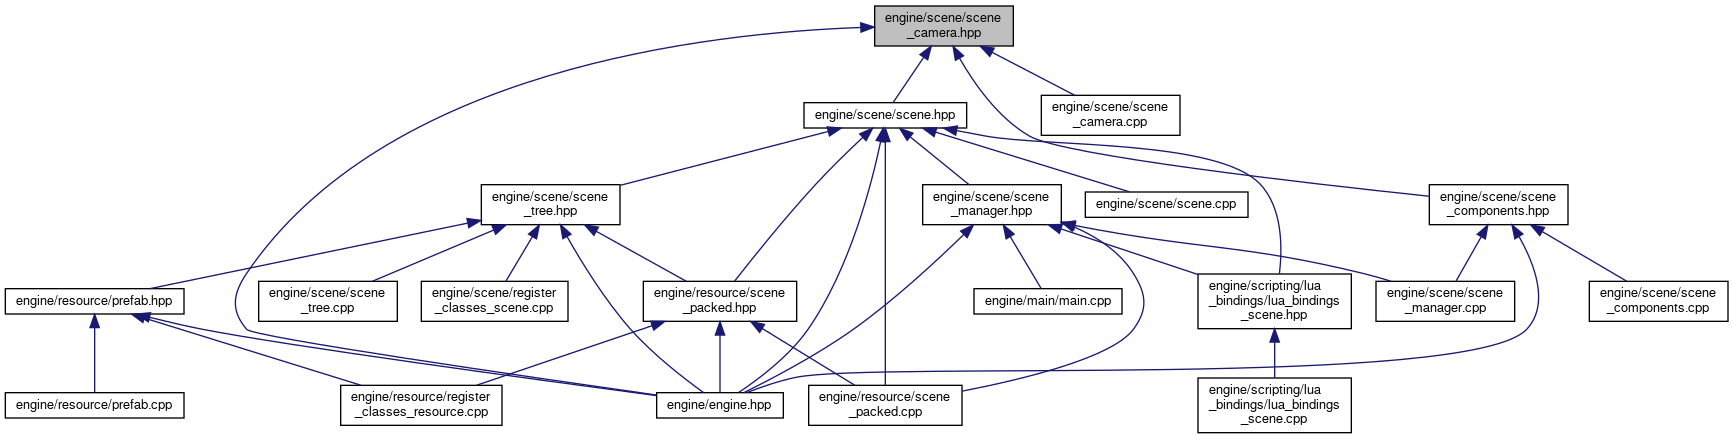 engine/scene/scene
_camera.hpp
engine/scene/scene.hpp
engine/scene/scene
_camera.cpp
engine/scene/scene
_tree.hpp
engine/scene/scene
_manager.hpp
engine/scene/scene.cpp
engine/scene/scene
_components.hpp
engine/resource/prefab.hpp
engine/scene/scene
_tree.cpp
engine/scene/register
_classes_scene.cpp
engine/resource/scene
_packed.hpp
engine/main/main.cpp
engine/scripting/lua
_bindings/lua_bindings
_scene.hpp
engine/scene/scene
_manager.cpp
engine/scene/scene
_components.cpp
engine/resource/prefab.cpp
engine/resource/register
_classes_resource.cpp
engine/engine.hpp
engine/resource/scene
_packed.cpp
engine/scripting/lua
_bindings/lua_bindings
_scene.cpp